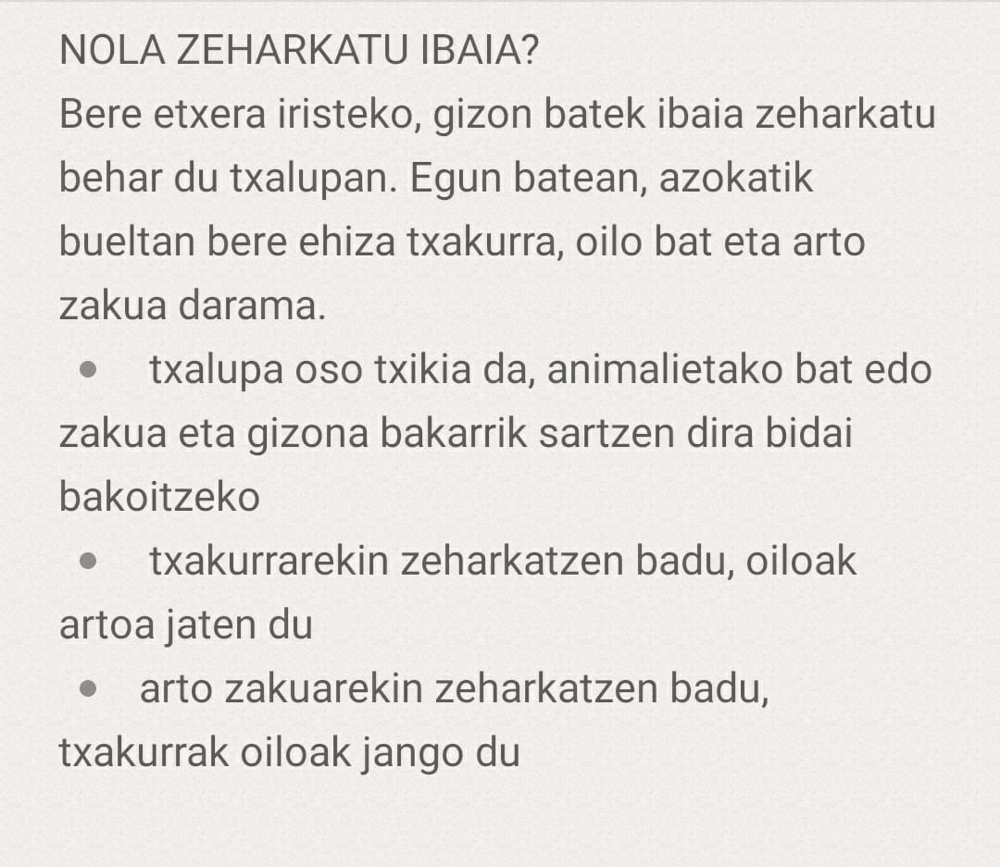 NOLA ZEHARKATU IBAIA?
Bere etxera iristeko, gizon batek ibaia zeharkatu
behar du txalupan. Egun batean, azokatik
bueltan bere ehiza txakurra, oilo bat eta arto
zakua darama.
• txalupa oso txikia da, animalietako bat edo
zakua eta gizona bakarrik sartzen dira bidai
bakoitzeko
• txakurrarekin zeharkatzen badu, oiloak
artoa jaten du
• arto zakuarekin zeharkatzen badu,
txakurrak oiloak jango du